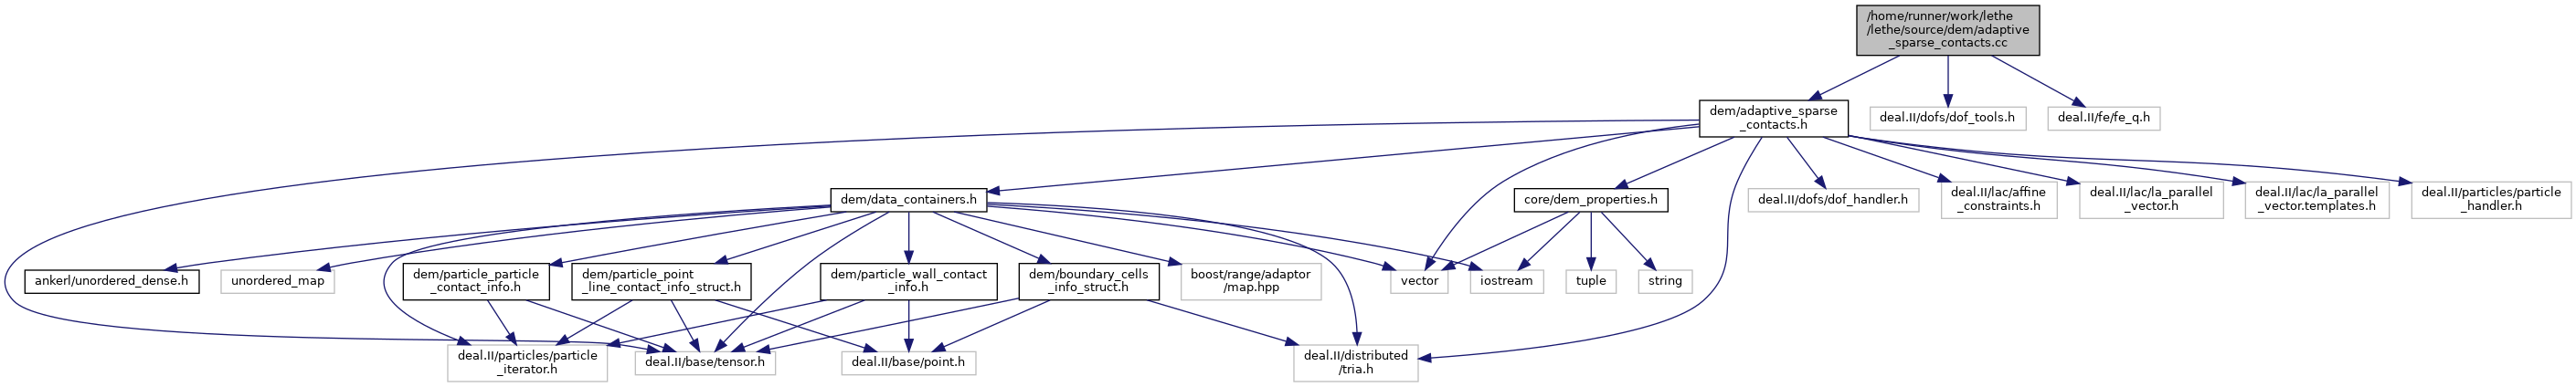 /home/runner/work/lethe
/lethe/source/dem/adaptive
_sparse_contacts.cc
dem/adaptive_sparse
_contacts.h
deal.II/dofs/dof_tools.h
deal.II/fe/fe_q.h
dem/data_containers.h
core/dem_properties.h
deal.II/dofs/dof_handler.h
deal.II/lac/affine
_constraints.h
deal.II/lac/la_parallel
_vector.h
deal.II/lac/la_parallel
_vector.templates.h
deal.II/particles/particle
_handler.h
ankerl/unordered_dense.h
unordered_map
dem/particle_particle
_contact_info.h
dem/particle_point
_line_contact_info_struct.h
dem/particle_wall_contact
_info.h
dem/boundary_cells
_info_struct.h
boost/range/adaptor
/map.hpp
vector
iostream
tuple
string
deal.II/particles/particle
_iterator.h
deal.II/base/tensor.h
deal.II/base/point.h
deal.II/distributed
/tria.h